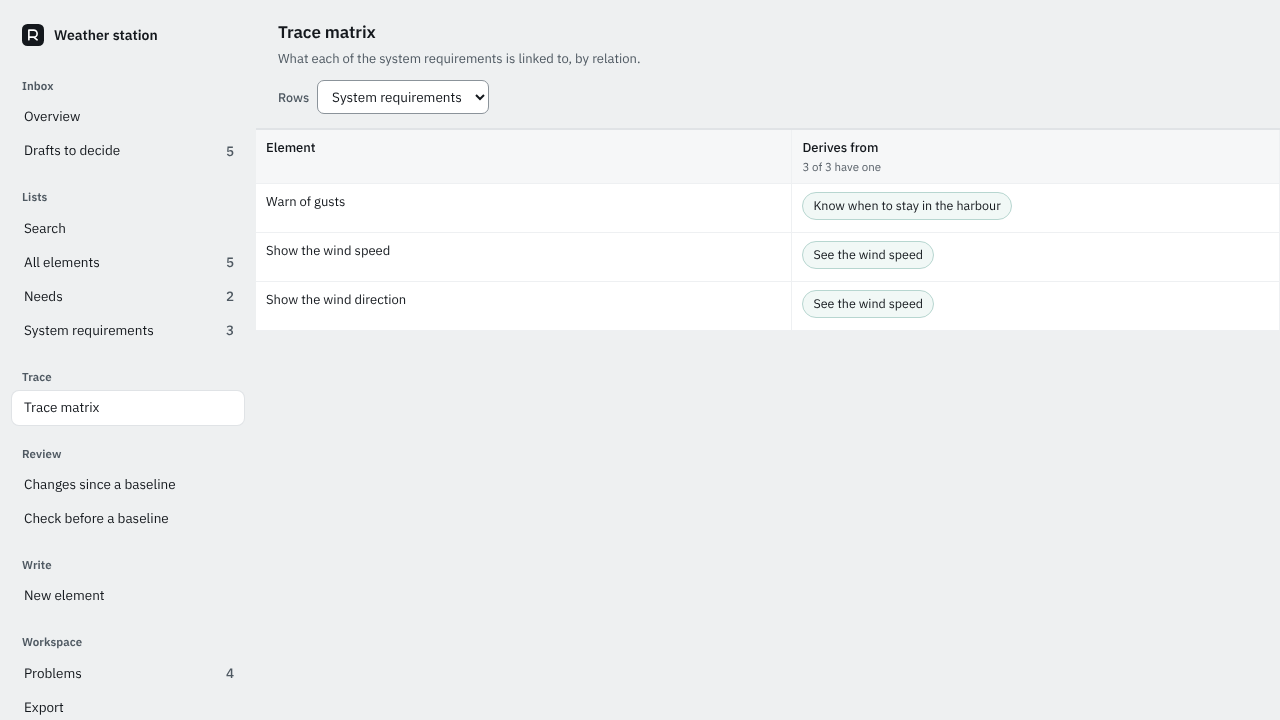 Weather station
Inbox
Overview
Drafts to decide 5
Lists
Search
All elements 5
Needs 2
System requirements 3
Trace
Trace matrix
Review
Changes since a baseline
Check before a baseline
Write
New element
Workspace
Problems 4
Export
Trace matrix
What each of the system requirements is linked to, by relation.
Rows System requirements
Element Derives from
3 of 3 have one
Warn of gusts Know when to stay in the harbour
Show the wind speed See the wind speed
Show the wind direction See the wind speed